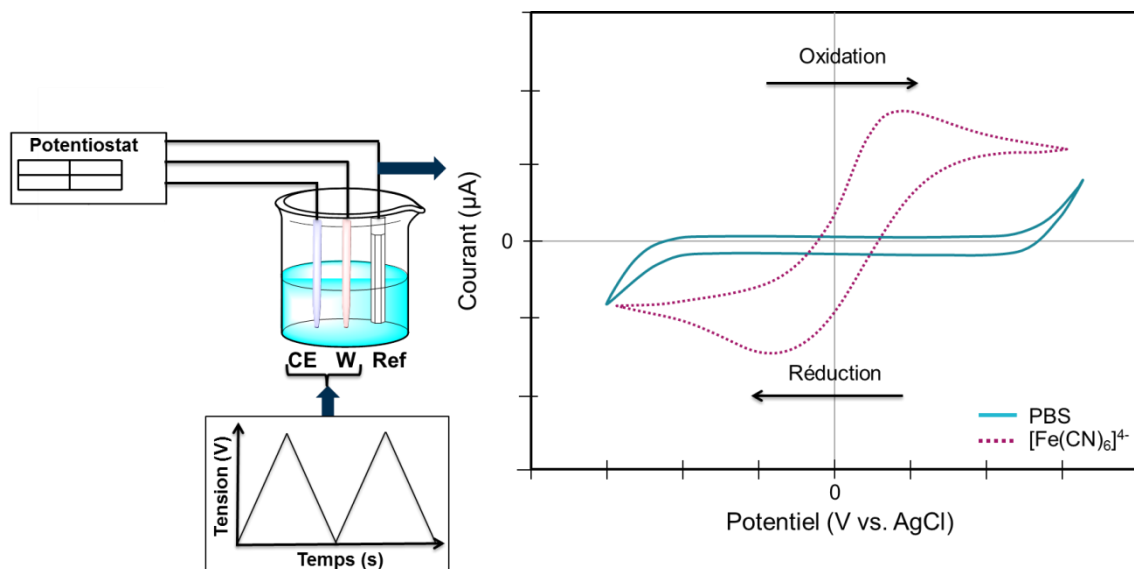 Potentiostat
CE W Ref
Tension (V)
Temps (s)
Oxidation
Courant (µA)
0
Réduction
PBS
[Fe(CN)₆]⁴⁻
0
Potentiel (V vs. AgCl)